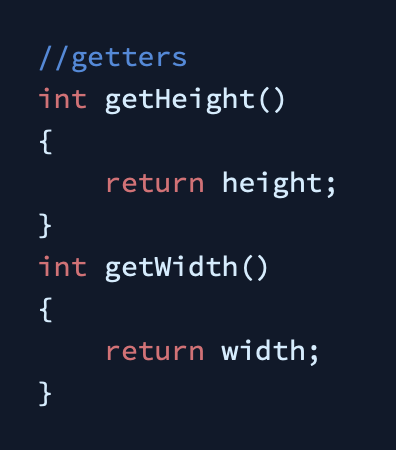 //getters
int getHeight()
{
    return height;
}
int getWidth()
{
    return width;
}